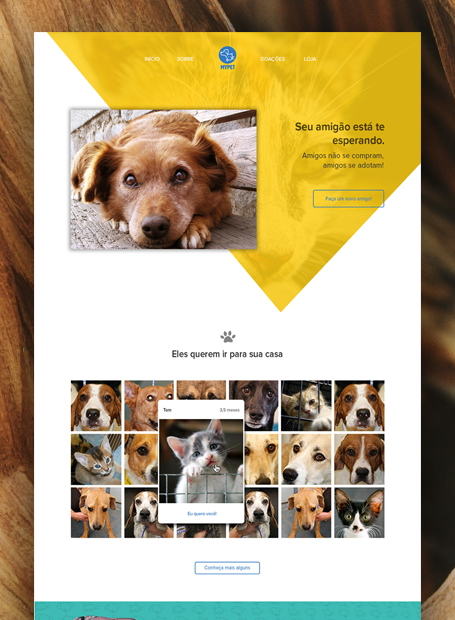 INÍCIO SOBRE DOAÇÕES LOJA
MYPET
Seu amigão está te
esperando.
Amigos não se compram,
amigos se adotam!
Faça um novo amigo!
Eles querem ir para sua casa
Tom 3,5 meses
Eu quero você!
Conheça mais alguns